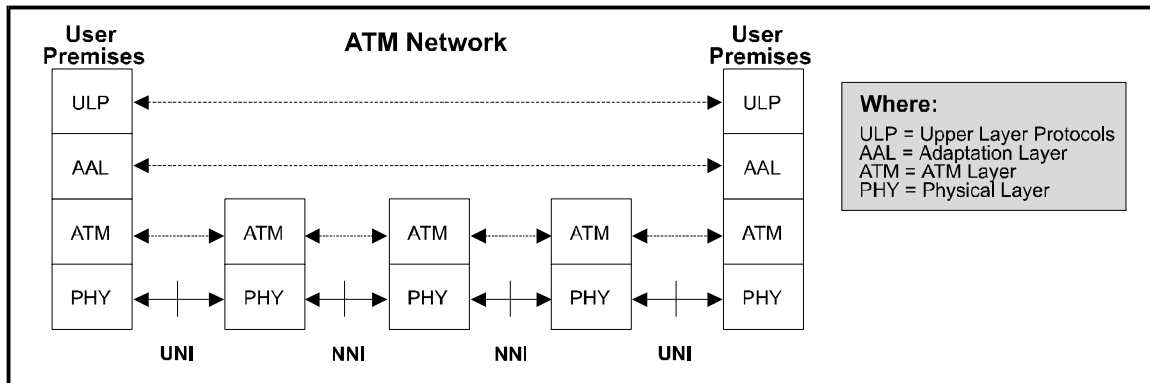 User
Premises
ATM Network
User
Premises
ULP
ULP
AAL
AAL
ATM
ATM
ATM
ATM
ATM
PHY
PHY
PHY
PHY
PHY
UNI
NNI
NNI
UNI
Where:
ULP = Upper Layer Protocols
AAL = Adaptation Layer
ATM = ATM Layer
PHY = Physical Layer